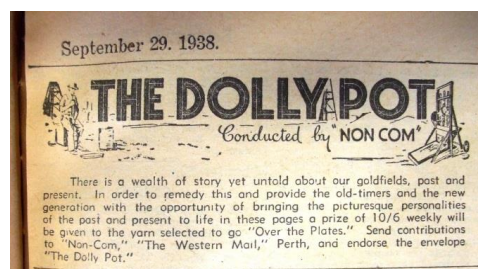 September 29. 1938.
THE DOLLY POT
Conducted by "NON COM"
There is a wealth of story yet untold about our goldfields, past and
present. In order to remedy this and provide the old-timers and the new
generation with the opportunity of bringing the picturesque personalities
of the past and present to life in these pages a prize of 10/6 weekly will
be given to the yarn selected to go "Over the Plates." Send contributions
to "Non-Com," "The Western Mail," Perth, and endorse the envelope
"The Dolly Pot."